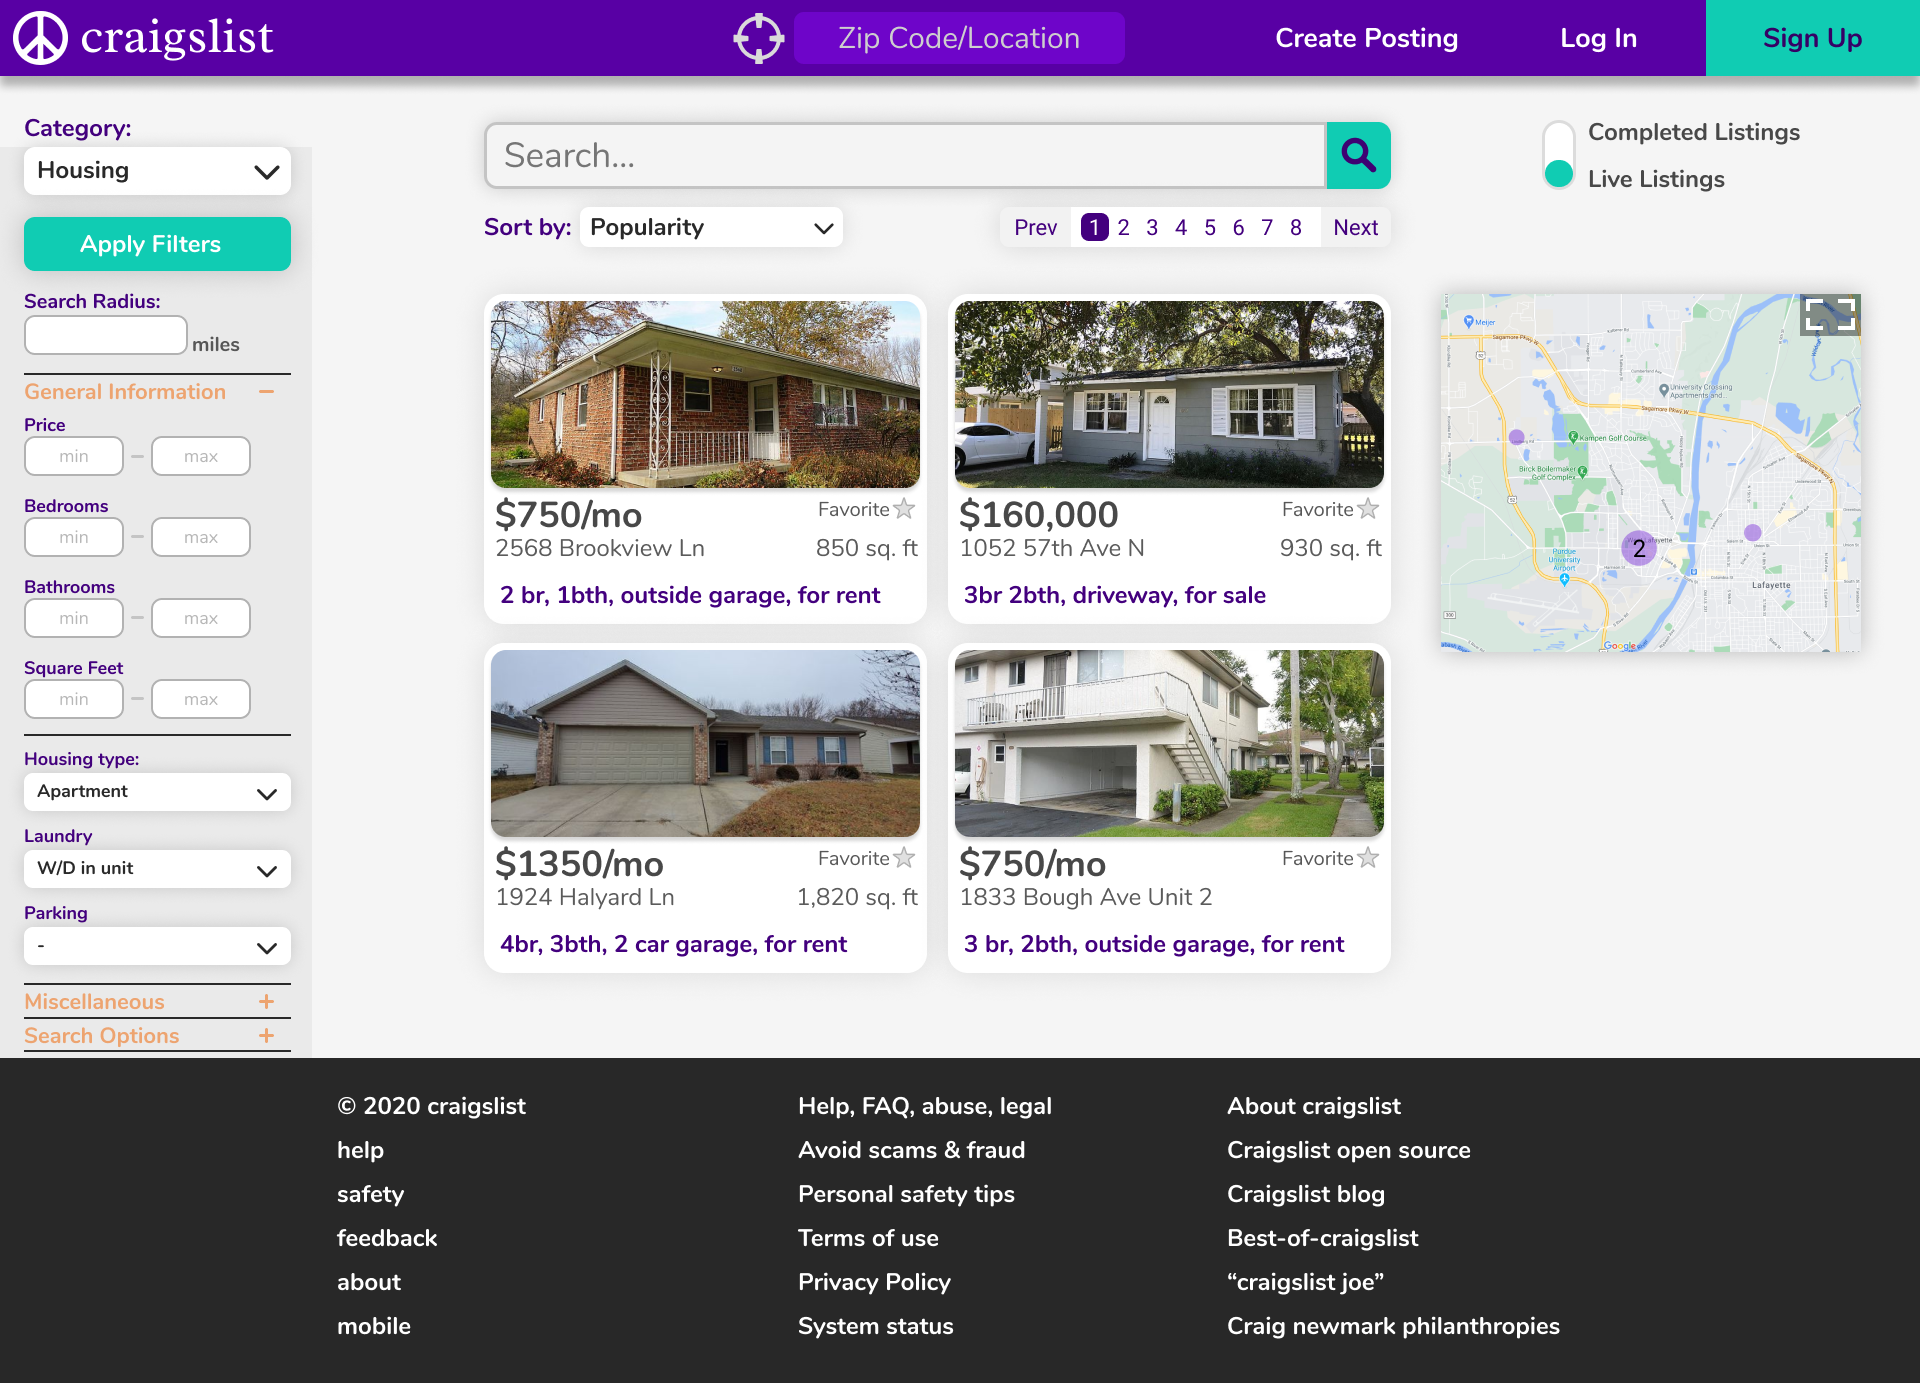 craigslist
Zip Code/Location
Create Posting
Log In
Sign Up
Category:
Housing
Apply Filters
Search Radius:
miles
General Information
Price
min – max
Bedrooms
min – max
Bathrooms
min – max
Square Feet
min – max
Housing type:
Apartment
Laundry
W/D in unit
Parking
-
Miscellaneous +
Search Options +
Search...
Sort by: Popularity
Prev 1 2 3 4 5 6 7 8 Next
Completed Listings
Live Listings
$750/mo Favorite
2568 Brookview Ln 850 sq. ft
2 br, 1bth, outside garage, for rent
$160,000 Favorite
1052 57th Ave N 930 sq. ft
3br 2bth, driveway, for sale
$1350/mo Favorite
1924 Halyard Ln 1,820 sq. ft
4br, 3bth, 2 car garage, for rent
$750/mo Favorite
1833 Bough Ave Unit 2
3 br, 2bth, outside garage, for rent
Meijer
Sagamore Pkwy W
University Crossing
Apartments and...
Sagamore Pkwy W
Kampen Golf Course
Birck Boilermaker
Golf Complex
Sagamore Pkwy N
2
Purdue
University
Airport
Lafayette
Google
© 2020 craigslist
help
safety
feedback
about
mobile
Help, FAQ, abuse, legal
Avoid scams & fraud
Personal safety tips
Terms of use
Privacy Policy
System status
About craigslist
Craigslist open source
Craigslist blog
Best-of-craigslist
“craigslist joe”
Craig newmark philanthropies